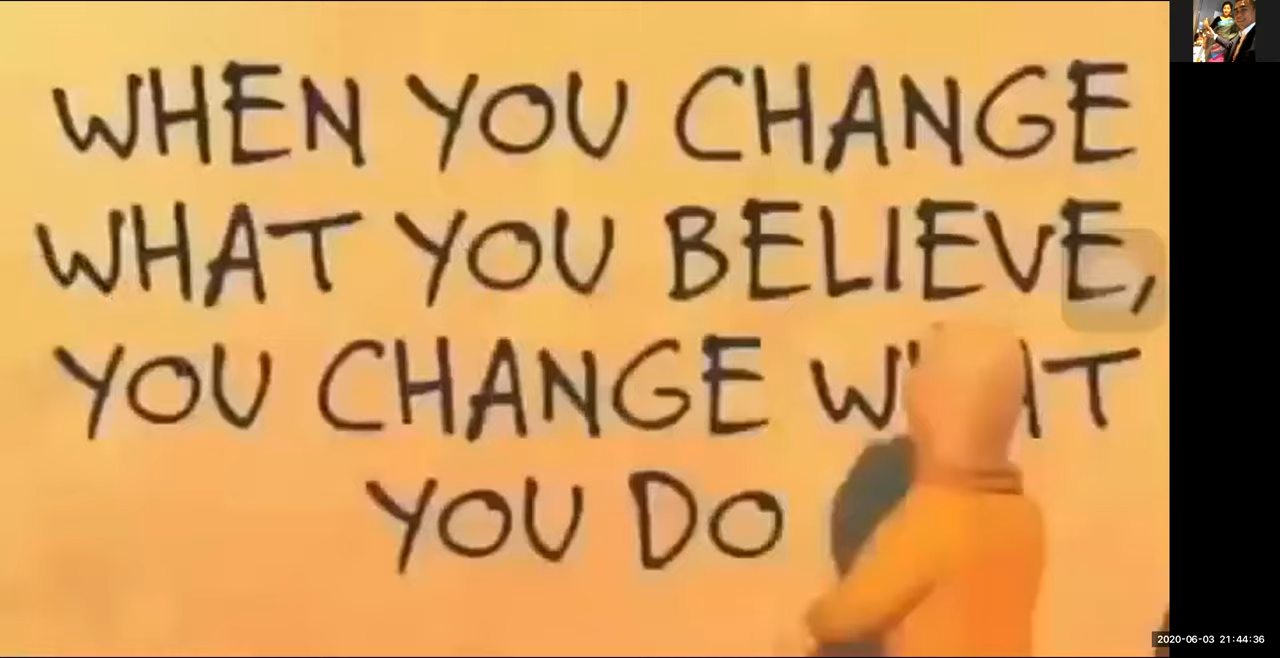 WHEN YOU CHANGE
WHAT YOU BELIEVE,
YOU CHANGE
YOU DO
2020-06-03 21:44:36